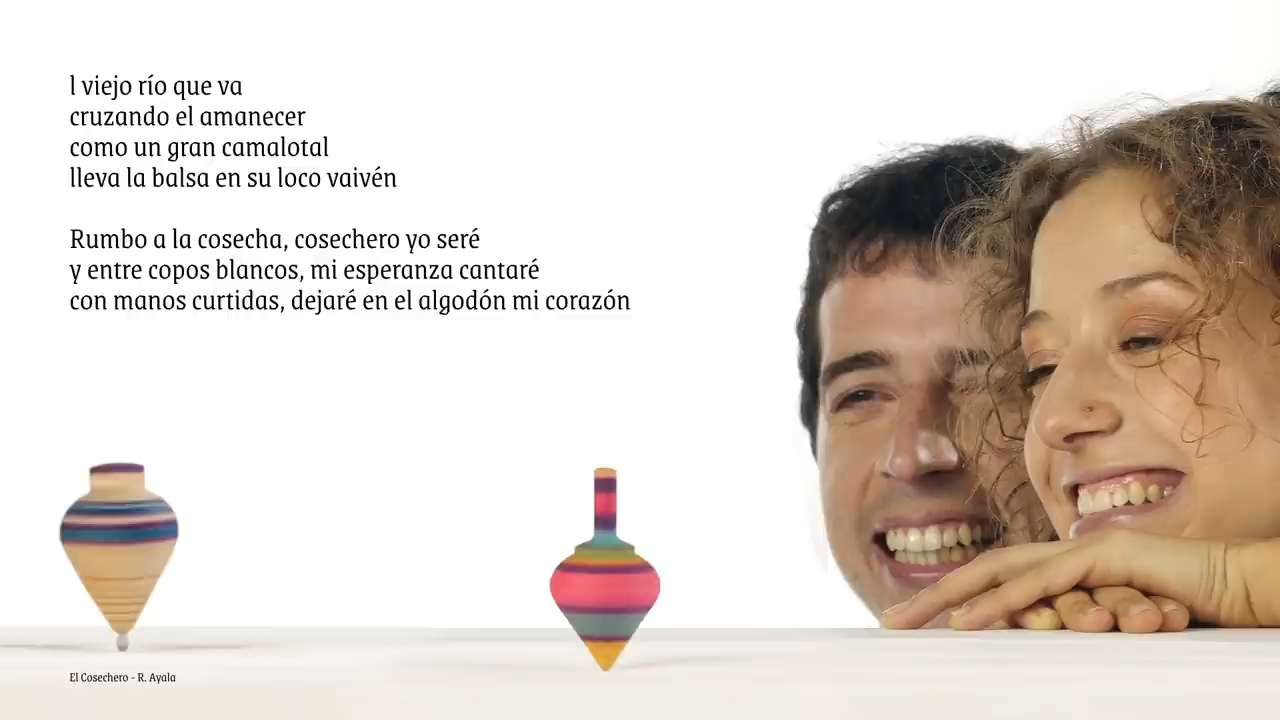 l viejo río que va
cruzando el amanecer
como un gran camalotal
lleva la balsa en su loco vaivén
Rumbo a la cosecha, cosechero yo seré
y entre copos blancos, mi esperanza cantaré
con manos curtidas, dejaré en el algodón mi corazón
El Cosechero - R. Ayala